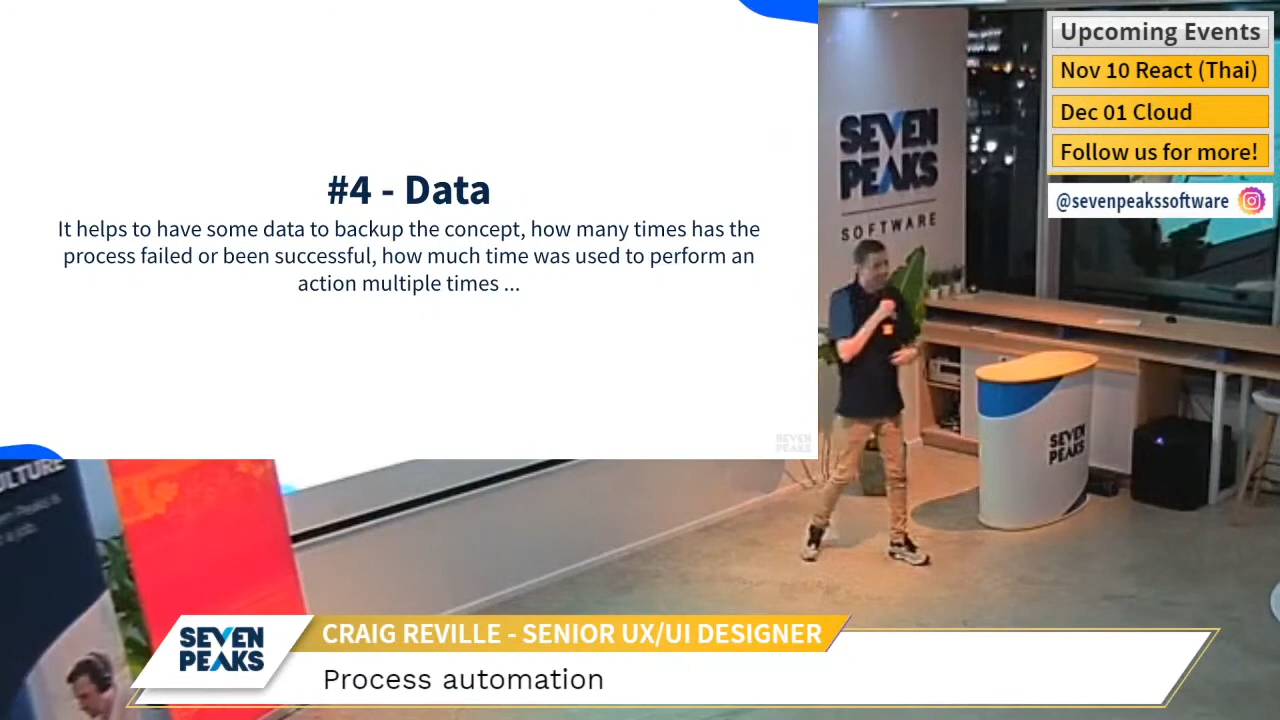 #4 - Data
It helps to have some data to backup the concept, how many times has the
process failed or been successful, how much time was used to perform an
action multiple times ...
SEVEN
PEAKS
SEVEN
PEAKS
SOFTWARE
Upcoming Events
Nov 10 React (Thai)
Dec 01 Cloud
Follow us for more!
@sevenpeakssoftware
SEVEN
PEAKS
SEVEN
PEAKS
CRAIG REVILLE - SENIOR UX/UI DESIGNER
Process automation